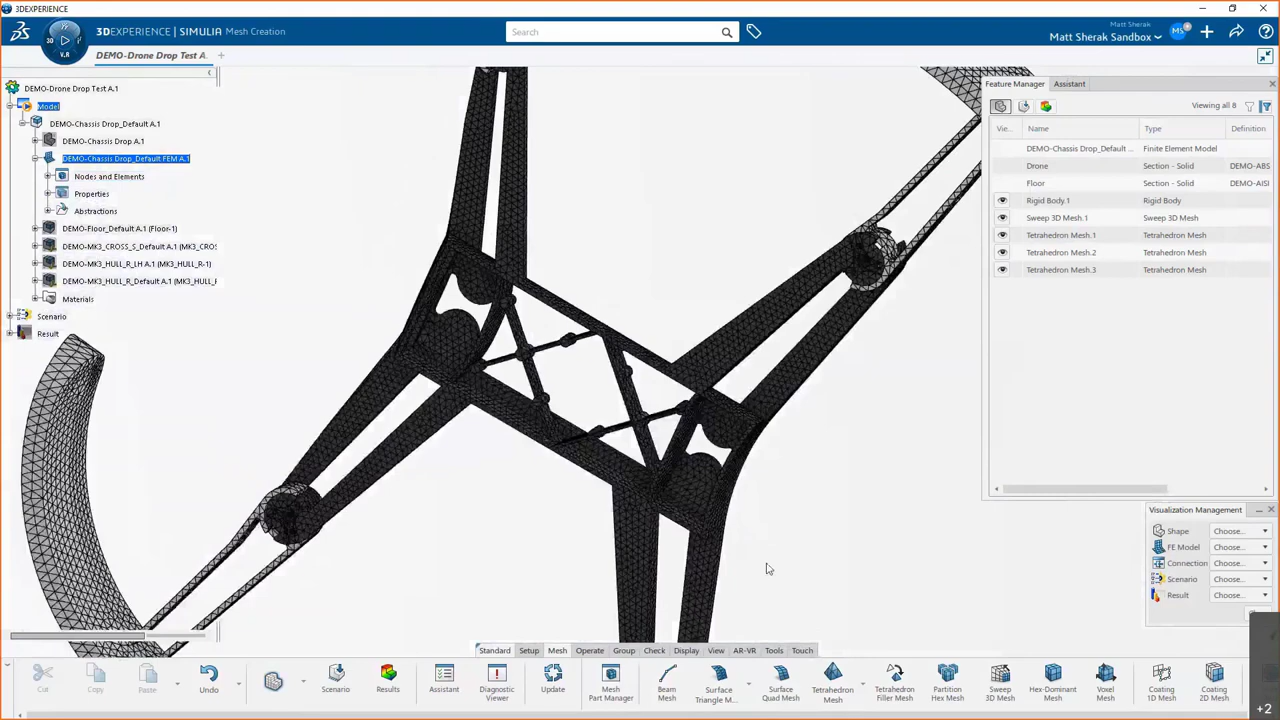 3DEXPERIENCE
3DEXPERIENCE | SIMULIA Mesh Creation
Search
Matt Sherak
Matt Sherak Sandbox
MS
3D
V.R
DEMO-Drone Drop Test A.
DEMO-Drone Drop Test A.1
Model
DEMO-Chassis Drop_Default A.1
DEMO-Chassis Drop A.1
DEMO-Chassis Drop_Default FEM A.1
Nodes and Elements
Properties
Abstractions
DEMO-Floor_Default A.1 (Floor-1)
DEMO-MK3_CROSS_S_Default A.1 (MK3_CROS
DEMO-MK3_HULL_R_LH A.1 (MK3_HULL_R-1)
DEMO-MK3_HULL_R_Default A.1 (MK3_HULL_F
Materials
Scenario
Result
Feature Manager Assistant
Viewing all 8
Vie... Name Type Definition
DEMO-Chassis Drop_Default ... Finite Element Model
Drone Section - Solid DEMO-ABS
Floor Section - Solid DEMO-AISI
Rigid Body.1 Rigid Body
Sweep 3D Mesh.1 Sweep 3D Mesh
Tetrahedron Mesh.1 Tetrahedron Mesh
Tetrahedron Mesh.2 Tetrahedron Mesh
Tetrahedron Mesh.3 Tetrahedron Mesh
Visualization Management
Shape Choose...
FE Model Choose...
Connection Choose...
Scenario Choose...
Result Choose...
Standard Setup Mesh Operate Group Check Display View AR-VR Tools Touch
Cut Copy Paste Undo Scenario Results Assistant Diagnostic Viewer Update Mesh Part Manager Beam Mesh Surface Triangle M... Surface Quad Mesh Tetrahedron Mesh Tetrahedron Filler Mesh Partition Hex Mesh Sweep 3D Mesh Hex-Dominant Mesh Voxel Mesh Coating 1D Mesh Coating 2D Mesh
+2